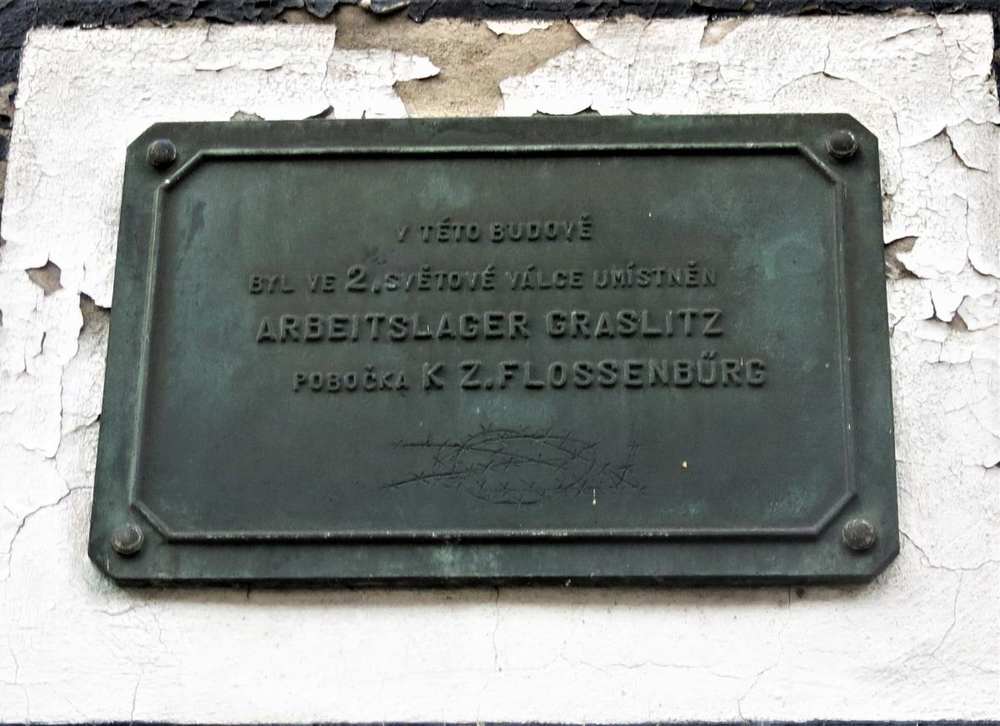 V TÉTO BUDOVĚ
BYL VE 2. SVĚTOVÉ VÁLCE UMÍSTNĚN
ARBEITSLAGER GRASLITZ
POBOČKA K Z. FLOSSENBŰRG